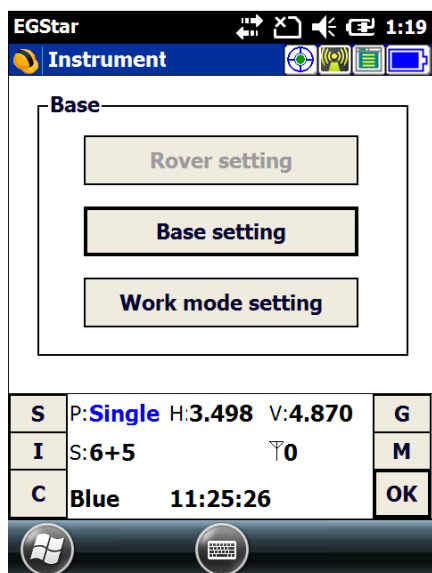 EGStar 1:19
Instrument
Base
Rover setting
Base setting
Work mode setting
S P:Single H:3.498 V:4.870 G
I S:6+5 0 M
C Blue 11:25:26 OK